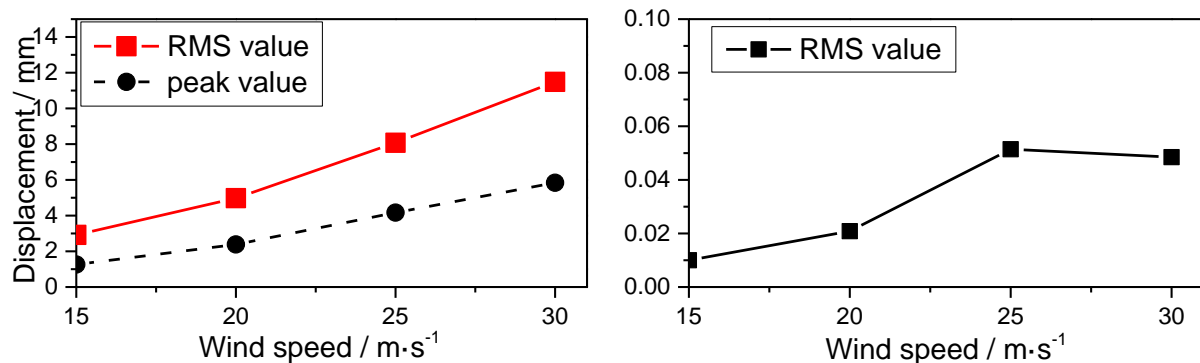 14
12
10
8
6
4
2
0
Displacement / mm
RMS value
peak value
15 20 25 30
Wind speed / m·s-1
0.10
0.08
0.06
0.04
0.02
0.00
RMS value
15 20 25 30
Wind speed / m·s-1